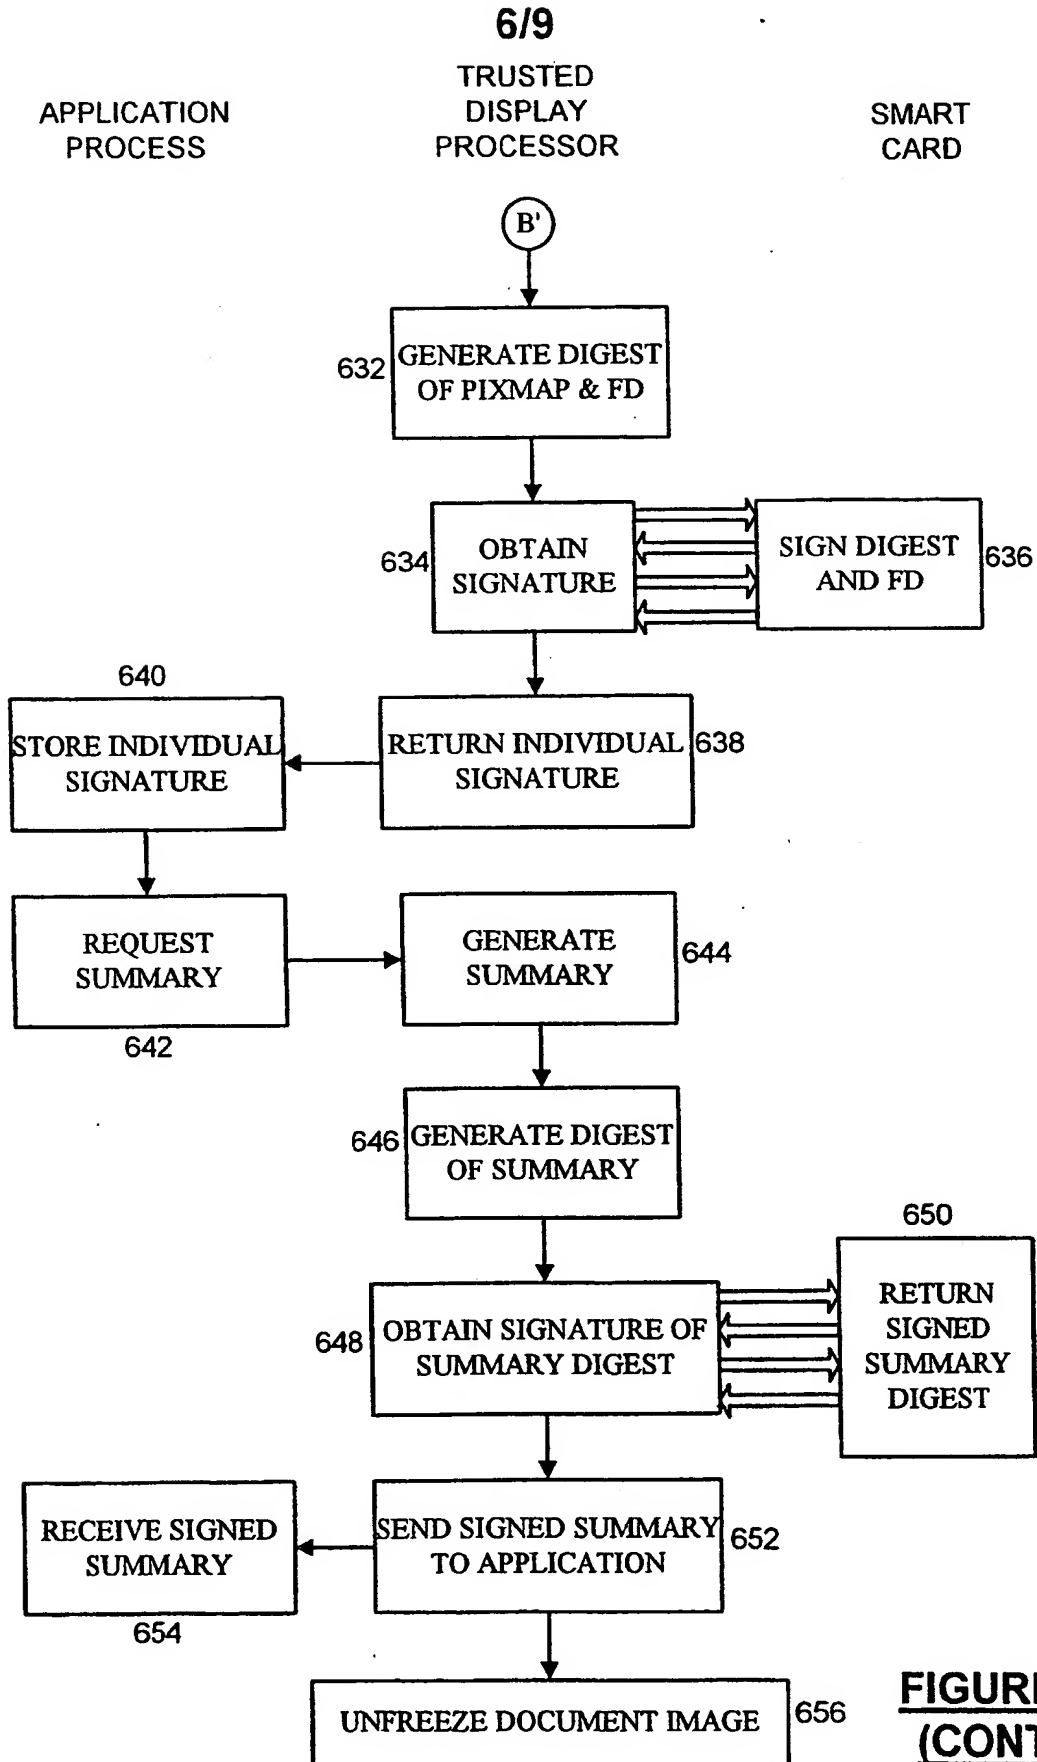 6/9
APPLICATION
PROCESS
TRUSTED
DISPLAY
PROCESSOR
SMART
CARD
B'
632
GENERATE DIGEST
OF PIXMAP & FD
634
OBTAIN
SIGNATURE
SIGN DIGEST
AND FD
636
640
STORE INDIVIDUAL
SIGNATURE
RETURN INDIVIDUAL
SIGNATURE
638
REQUEST
SUMMARY
642
GENERATE
SUMMARY
644
646
GENERATE DIGEST
OF SUMMARY
648
OBTAIN SIGNATURE OF
SUMMARY DIGEST
650
RETURN
SIGNED
SUMMARY
DIGEST
RECEIVE SIGNED
SUMMARY
654
SEND SIGNED SUMMARY
TO APPLICATION
652
UNFREEZE DOCUMENT IMAGE
656